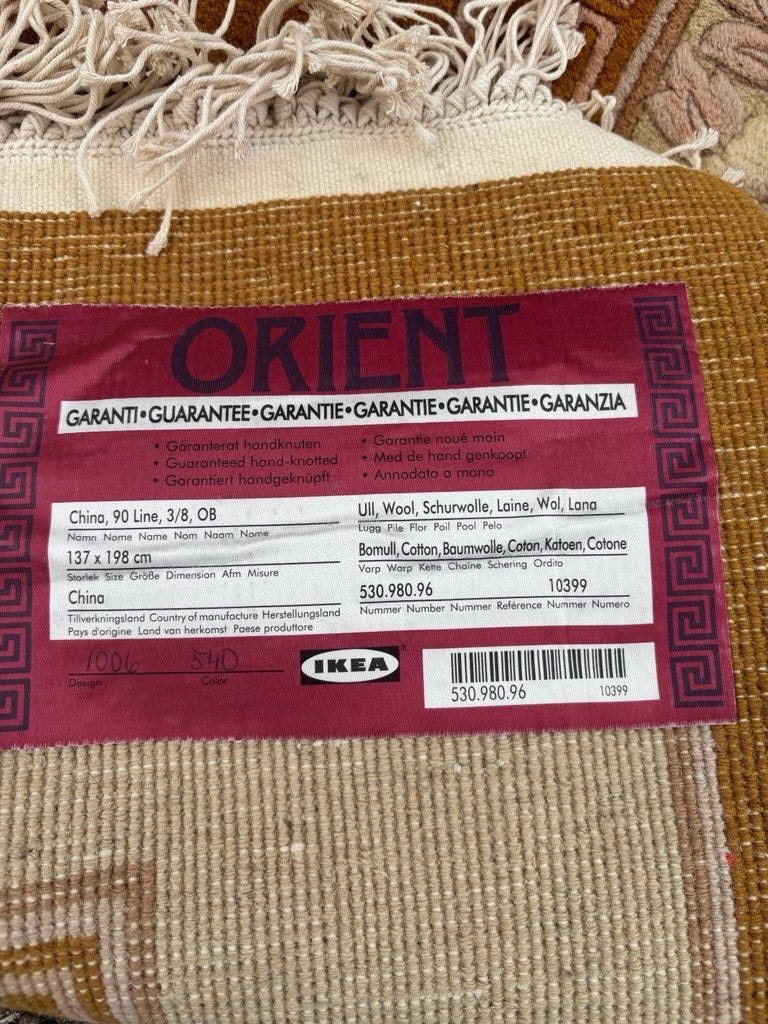 ORIENT
GARANTI•GUARANTEE•GARANTIE•GARANTIE•GARANTIE•GARANZIA
• Garanterat handknuten
• Guaranteed hand-knotted
• Garantiert handgeknüpft
• Garantie noué main
• Med de hand genkoopt
• Annodato a mano
China, 90 Line, 3/8, OB
Namn Name Name Nom Naam Nome
137 x 198 cm
Storlek Size Größe Dimension Afm Misure
China
Tillverkningsland Country of manufacture Herstellungsland
Pays d'origine Land van herkomst Paese produttore
Ull, Wool, Schurwolle, Laine, Wol, Lana
Lugg Pile Flor Poil Pool Pelo
Bomull, Cotton, Baumwolle, Coton, Katoen, Cotone
Varp Warp Kette Chaîne Schering Ordito
530.980.96 10399
Nummer Number Nummer Reférence Nummer Numero
1006 540
Design Color
IKEA®
530.980.96 10399